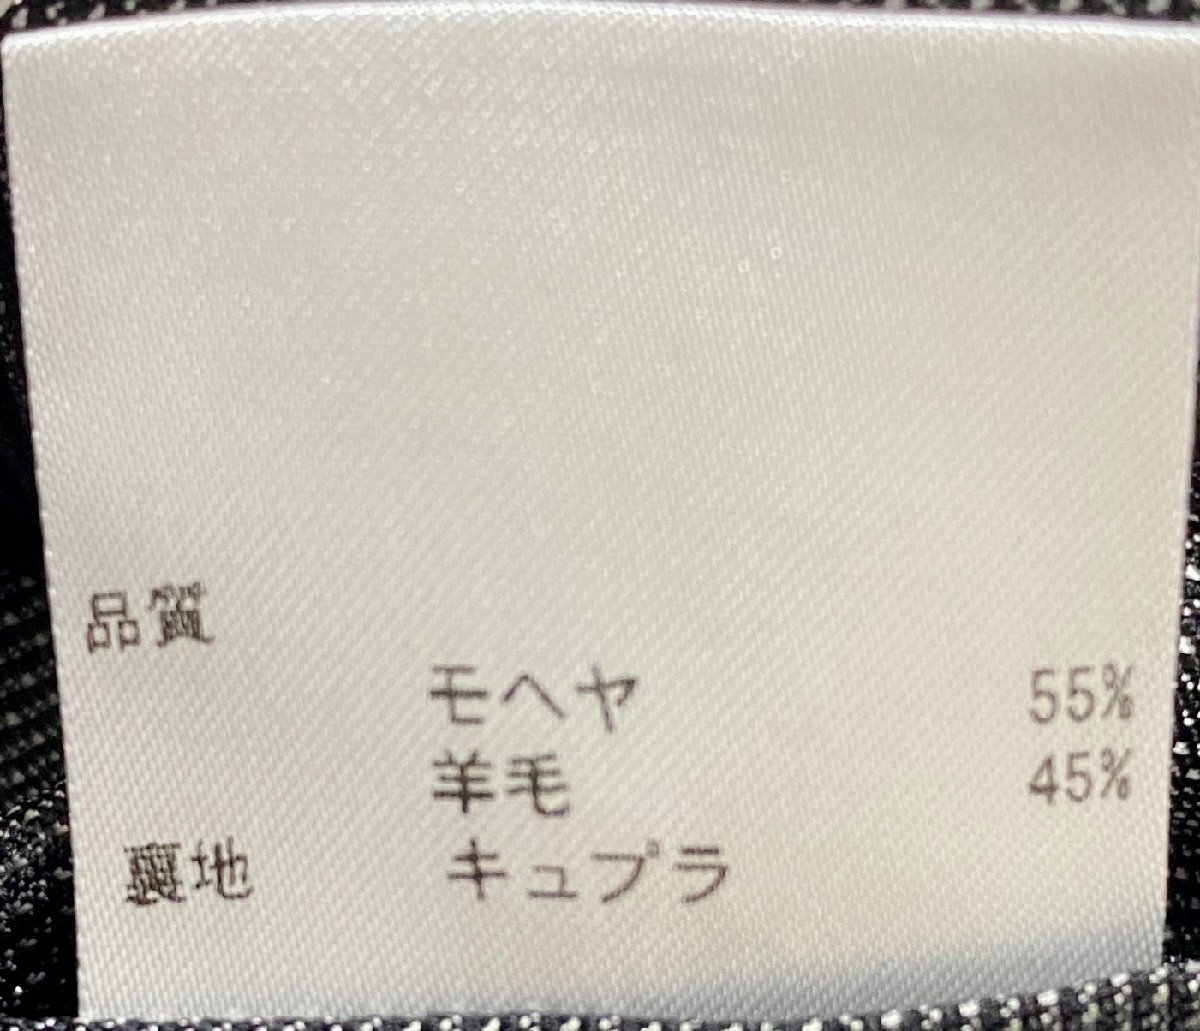 品質
モヘヤ 55%
羊毛 45%
裏地 キュプラ